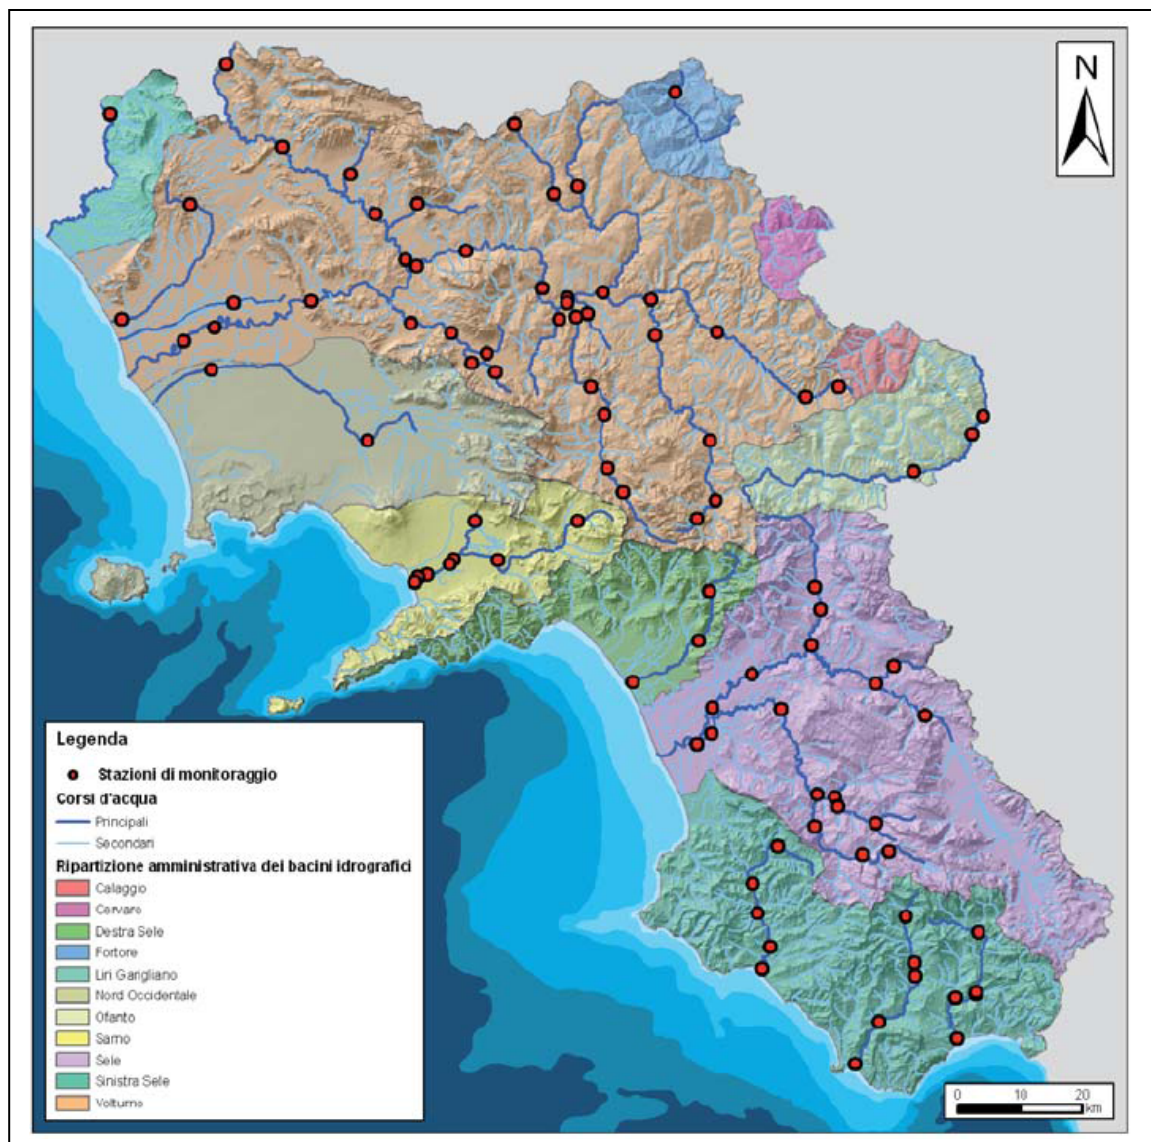 N
Legenda
Stazioni di monitoraggio
Corsi d'acqua
Principali
Secondari
Ripartizione amministrativa dei bacini idrografici
Calaggio
Cervaro
Destra Sele
Fortore
Liri Garigliano
Nord Occidentale
Ofanto
Sarno
Sele
Sinistra Sele
Volturno
0 10 20
km